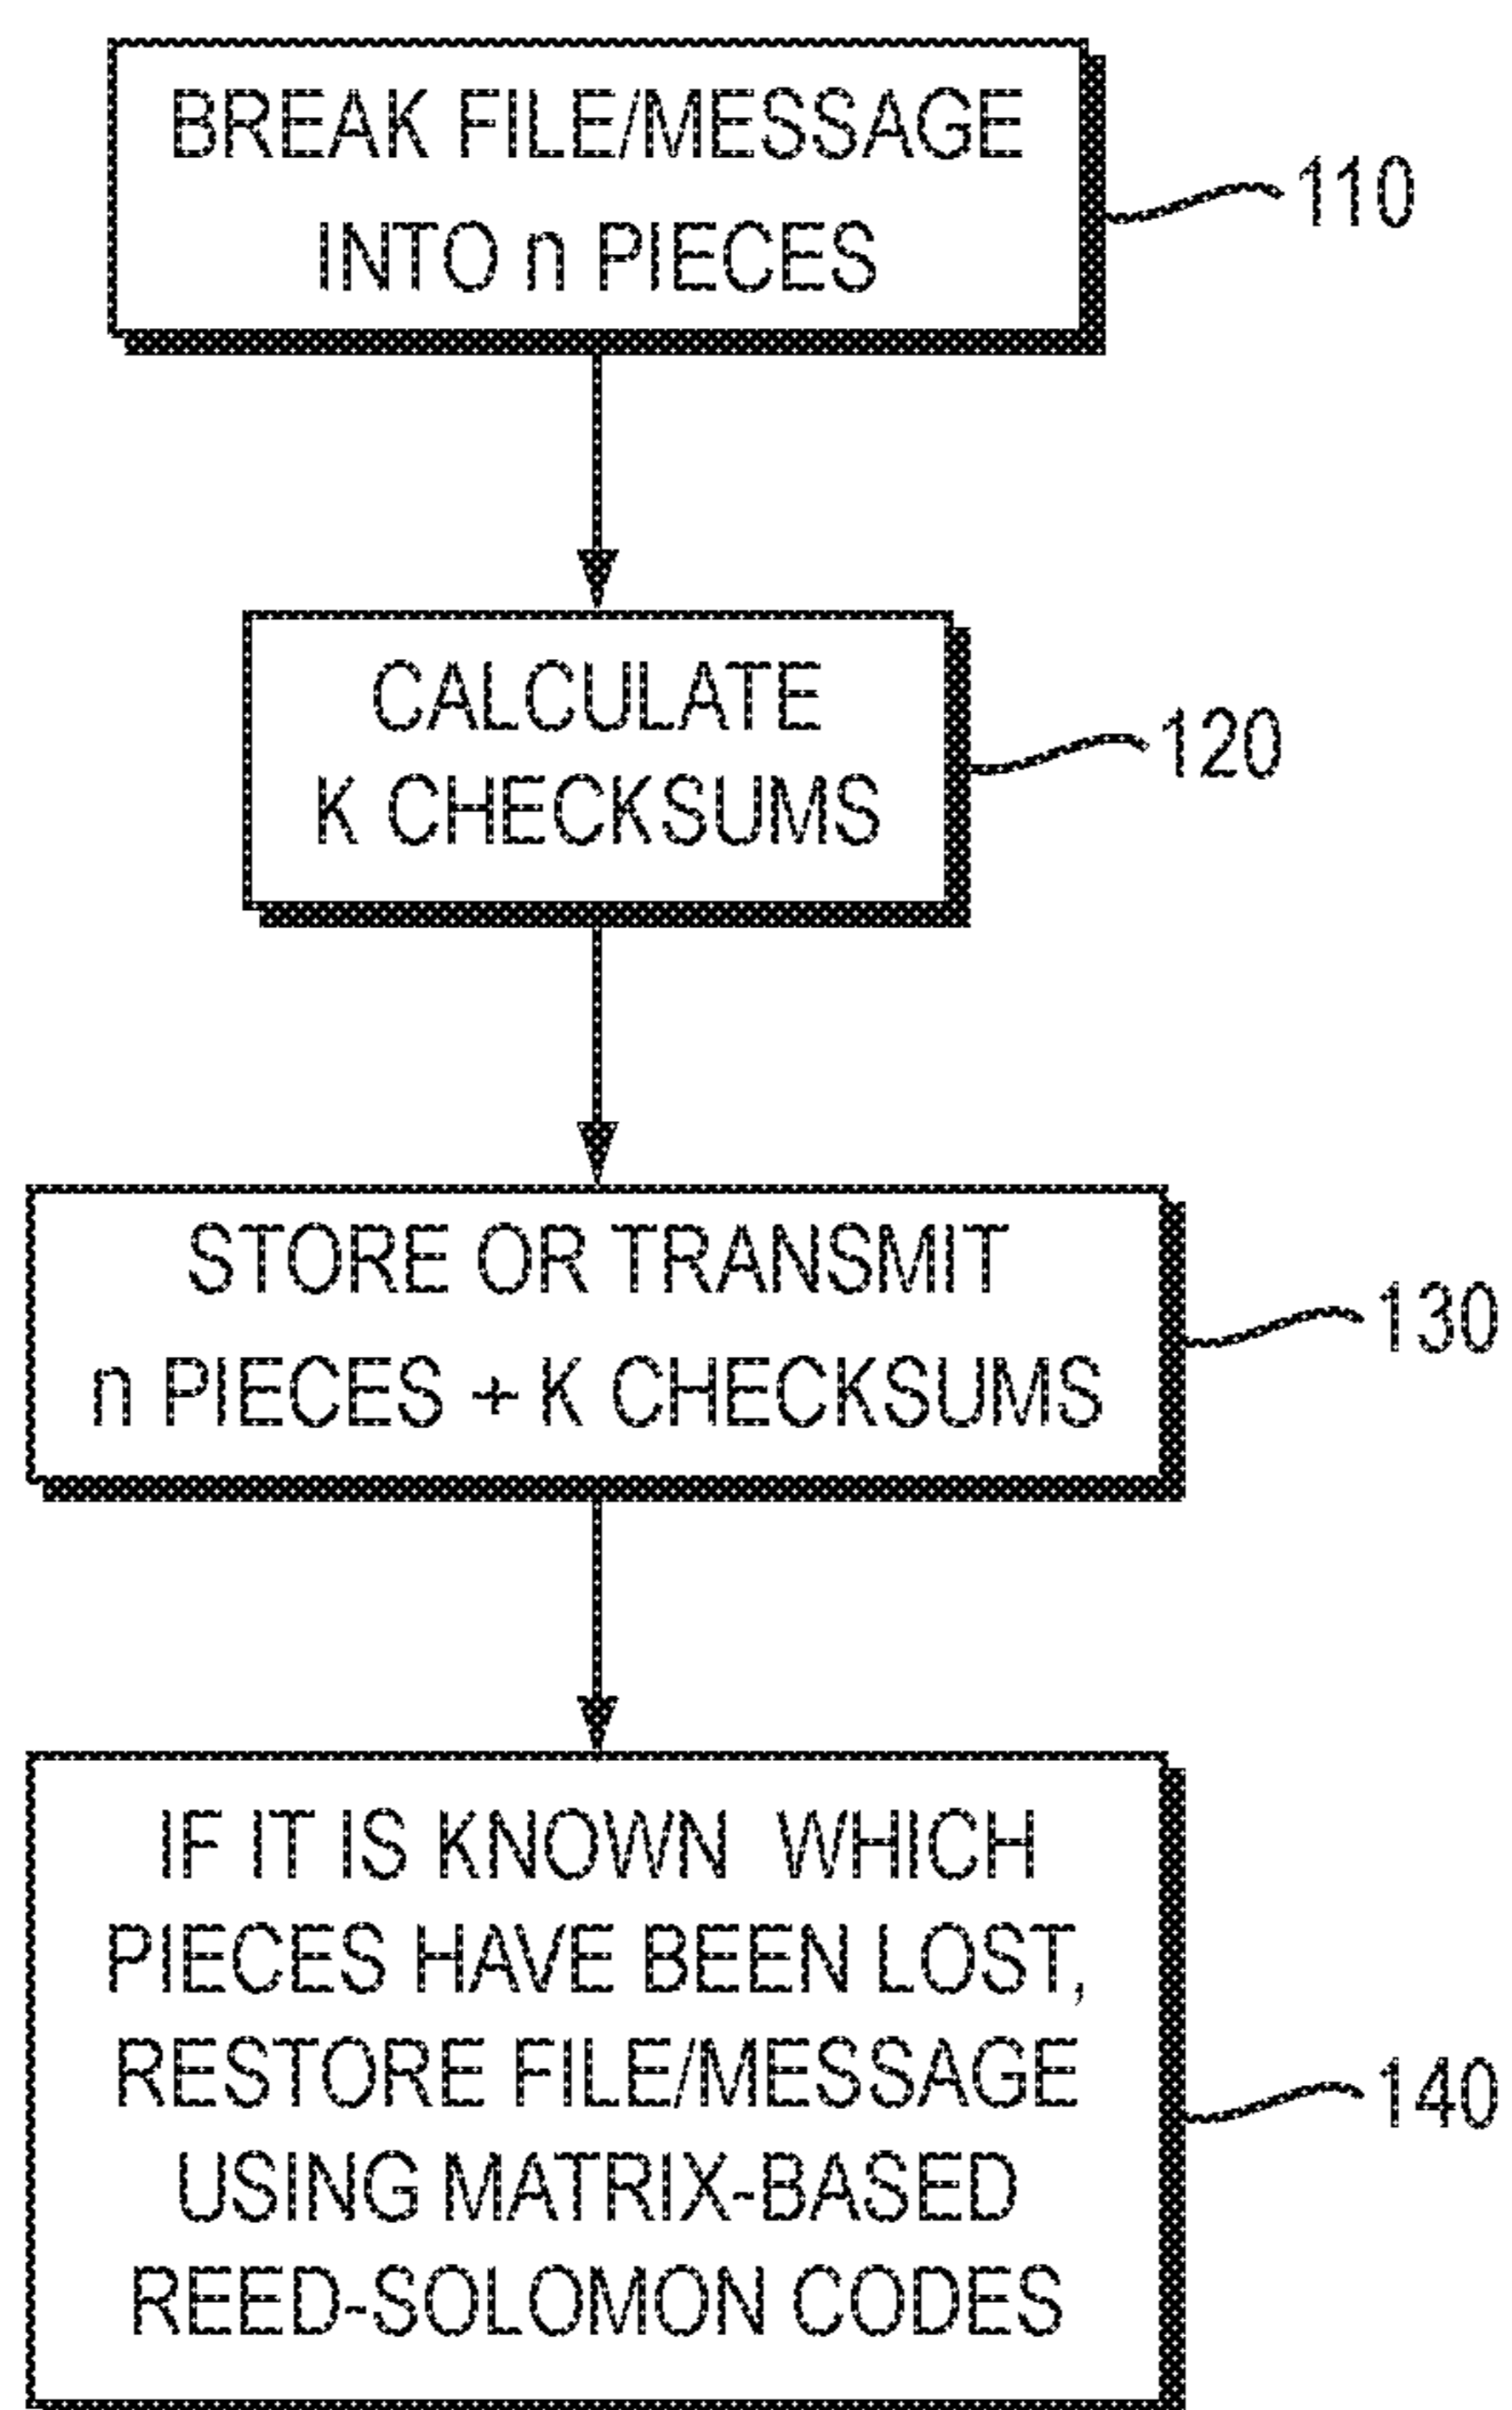 BREAK FILE/MESSAGE
INTO n PIECES
110
CALCULATE
K CHECKSUMS
120
STORE OR TRANSMIT
n PIECES + K CHECKSUMS
130
IF IT IS KNOWN WHICH
PIECES HAVE BEEN LOST,
RESTORE FILE/MESSAGE
USING MATRIX-BASED
REED-SOLOMON CODES
140